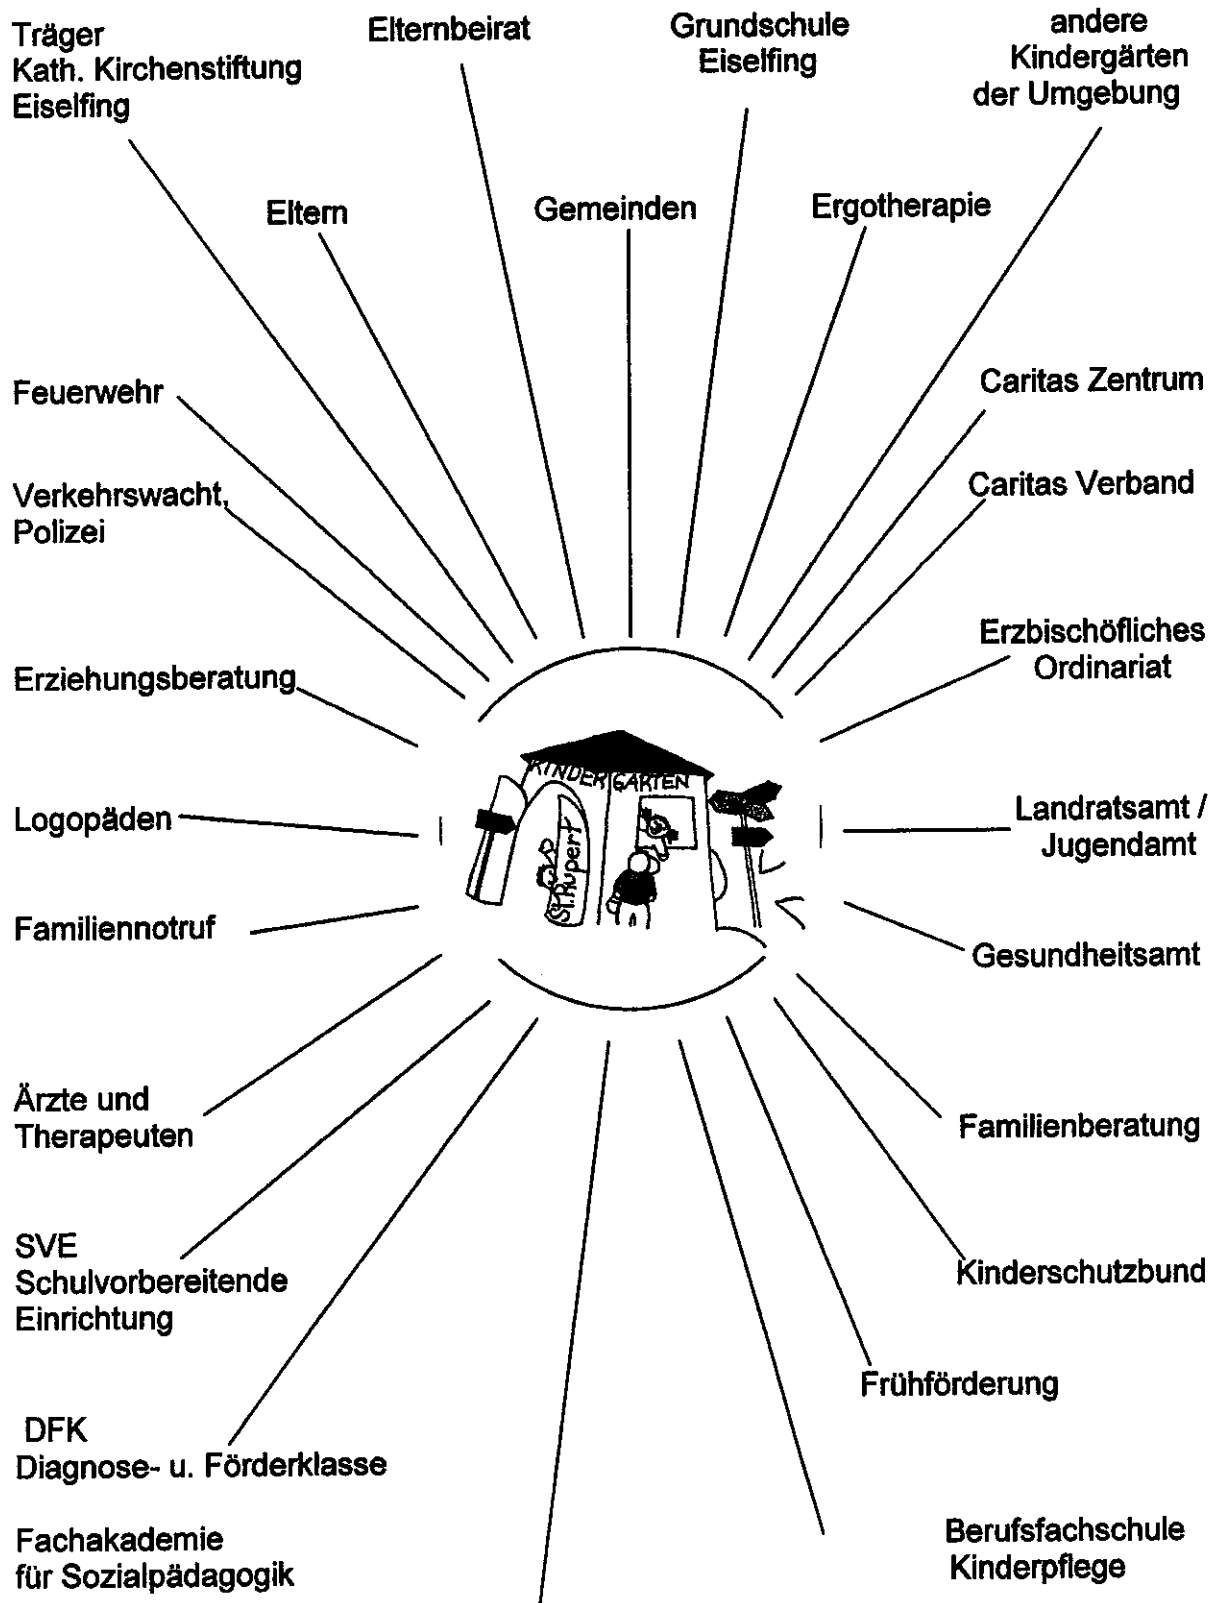 Träger
Kath. Kirchenstiftung
Eiselfing
Elternbeirat
Grundschule
Eiselfing
andere
Kindergärten
der Umgebung
Eltern
Gemeinden
Ergotherapie
Feuerwehr
Caritas Zentrum
Verkehrswacht,
Polizei
Caritas Verband
Erziehungsberatung
Erzbischöfliches
Ordinariat
KINDERGARTEN
St. Rupert
Logopäden
Landratsamt /
Jugendamt
Familiennotruf
Gesundheitsamt
Ärzte und
Therapeuten
Familienberatung
SVE
Schulvorbereitende
Einrichtung
Kinderschutzbund
Frühförderung
DFK
Diagnose- u. Förderklasse
Fachakademie
für Sozialpädagogik
Berufsfachschule
Kinderpflege